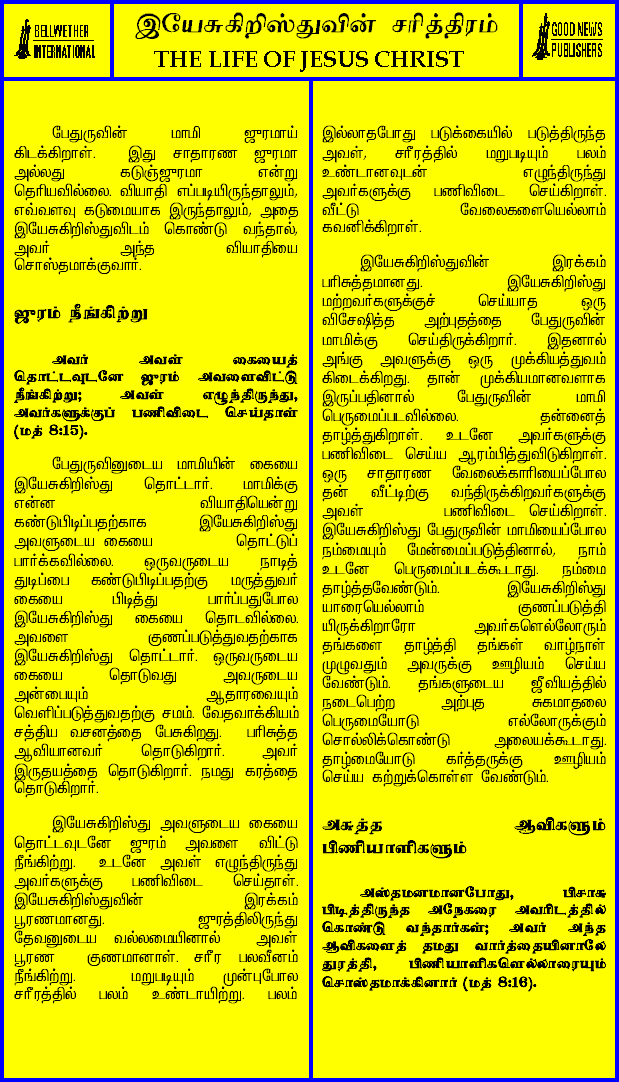 BELLWETHER
INTERNATIONAL
இயேசுகிறிஸ்துவின் சரித்திரம்
THE LIFE OF JESUS CHRIST
GOOD NEWS
PUBLISHERS
பேதுருவின் மாமி ஜுரமாய்
கிடக்கிறாள். இது சாதாரண ஜுரமா
அல்லது கடுஞ்ஜுரமா என்று
தெரியவில்லை. வியாதி எப்படியிருந்தாலும்,
எவ்வளவு கடுமையாக இருந்தாலும், அதை
இயேசுகிறிஸ்துவிடம் கொண்டு வந்தால்,
அவர் அந்த வியாதியை
சொஸ்தமாக்குவார்.
ஜுரம் நீங்கிற்று
அவர் அவள் கையைத்
தொட்டவுடனே ஜுரம் அவளைவிட்டு
நீங்கிற்று; அவள் எழுந்திருந்து,
அவர்களுக்குப் பணிவிடை செய்தாள்
(மத் 8:15).
பேதுருவினுடைய மாமியின் கையை
இயேசுகிறிஸ்து தொட்டார். மாமிக்கு
என்ன வியாதியென்று
கண்டுபிடிப்பதற்காக இயேசுகிறிஸ்து
அவளுடைய கையை தொட்டுப்
பார்க்கவில்லை. ஒருவருடைய நாடித்
துடிப்பை கண்டுபிடிப்பதற்கு மருத்துவர்
கையை பிடித்து பார்ப்பதுபோல
இயேசுகிறிஸ்து கையை தொடவில்லை.
அவளை குணப்படுத்துவதற்காக
இயேசுகிறிஸ்து தொட்டார். ஒருவருடைய
கையை தொடுவது அவருடைய
அன்பையும் ஆதாரவையும்
வெளிப்படுத்துவதற்கு சமம். வேதவாக்கியம்
சத்திய வசனத்தை பேசுகிறது. பரிசுத்த
ஆவியானவர் தொடுகிறார். அவர்
இருதயத்தை தொடுகிறார். நமது கரத்தை
தொடுகிறார்.
இயேசுகிறிஸ்து அவளுடைய கையை
தொட்டவுடனே ஜுரம் அவளை விட்டு
நீங்கிற்று. உடனே அவள் எழுந்திருந்து
அவர்களுக்கு பணிவிடை செய்தாள்.
இயேசுகிறிஸ்துவின் இரக்கம்
பூரணமானது. ஜுரத்திலிருந்து
தேவனுடைய வல்லமையினால் அவள்
பூரண குணமானாள். சரீர பலவீனம்
நீங்கிற்று. மறுபடியும் முன்புபோல
சரீரத்தில் பலம் உண்டாயிற்று. பலம்
இல்லாதபோது படுக்கையில் படுத்திருந்த
அவள், சரீரத்தில் மறுபடியும் பலம்
உண்டானவுடன் எழுந்திருந்து
அவர்களுக்கு பணிவிடை செய்கிறாள்.
வீட்டு வேலைகளையெல்லாம்
கவனிக்கிறாள்.
இயேசுகிறிஸ்துவின் இரக்கம்
பரிசுத்தமானது. இயேசுகிறிஸ்து
மற்றவர்களுக்குச் செய்யாத ஒரு
விசேஷித்த அற்புதத்தை பேதுருவின்
மாமிக்கு செய்திருக்கிறார். இதனால்
அங்கு அவளுக்கு ஒரு முக்கியத்துவம்
கிடைக்கிறது. தான் முக்கியமானவளாக
இருப்பதினால் பேதுருவின் மாமி
பெருமைப்படவில்லை. தன்னைத்
தாழ்த்துகிறாள். உடனே அவர்களுக்கு
பணிவிடை செய்ய ஆரம்பித்துவிடுகிறாள்.
ஒரு சாதாரண வேலைக்காரியைப்போல
தன் வீட்டிற்கு வந்திருக்கிறவர்களுக்கு
அவள் பணிவிடை செய்கிறாள்.
இயேசுகிறிஸ்து பேதுருவின் மாமியைப்போல
நம்மையும் மேன்மைப்படுத்தினால், நாம்
உடனே பெருமைப்படக்கூடாது. நம்மை
தாழ்த்தவேண்டும். இயேசுகிறிஸ்து
யாரையெல்லாம் குணப்படுத்தி
யிருக்கிறாரோ அவர்களெல்லோரும்
தங்களை தாழ்த்தி தங்கள் வாழ்நாள்
முழுவதும் அவருக்கு ஊழியம் செய்ய
வேண்டும். தங்களுடைய ஜீவியத்தில்
நடைபெற்ற அற்புத சுகமாதலை
பெருமையோடு எல்லோருக்கும்
சொல்லிக்கொண்டு அலையக்கூடாது.
தாழ்மையோடு கர்த்தருக்கு ஊழியம்
செய்ய கற்றுக்கொள்ள வேண்டும்.
அசுத்த ஆவிகளும்
பிணியாளிகளும்
அஸ்தமனமானபோது, பிசாசு
பிடித்திருந்த அநேகரை அவரிடத்தில்
கொண்டு வந்தார்கள்; அவர் அந்த
ஆவிகளைத் தமது வார்த்தையினாலே
துரத்தி, பிணியாளிகளெல்லாரையும்
சொஸ்தமாக்கினார் (மத் 8:16).